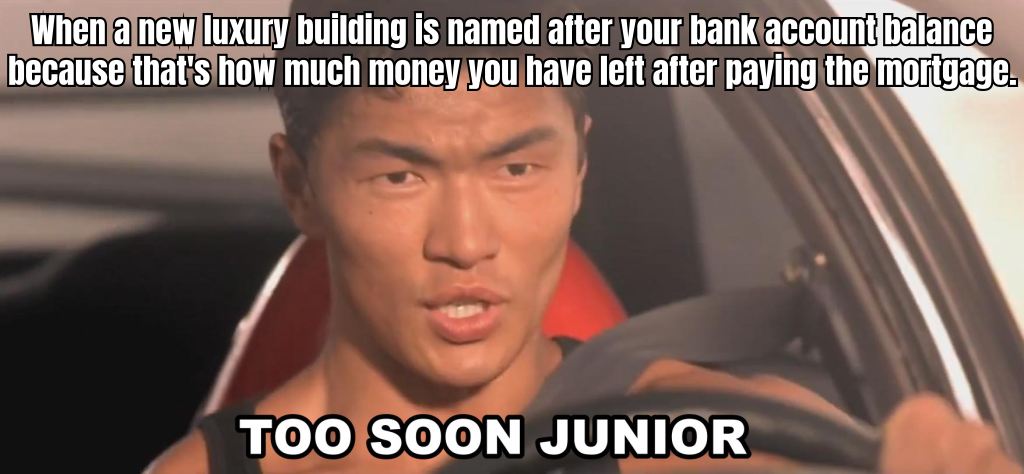 When a new luxury building is named after your bank account balance
because that's how much money you have left after paying the mortgage.
TOO SOON JUNIOR